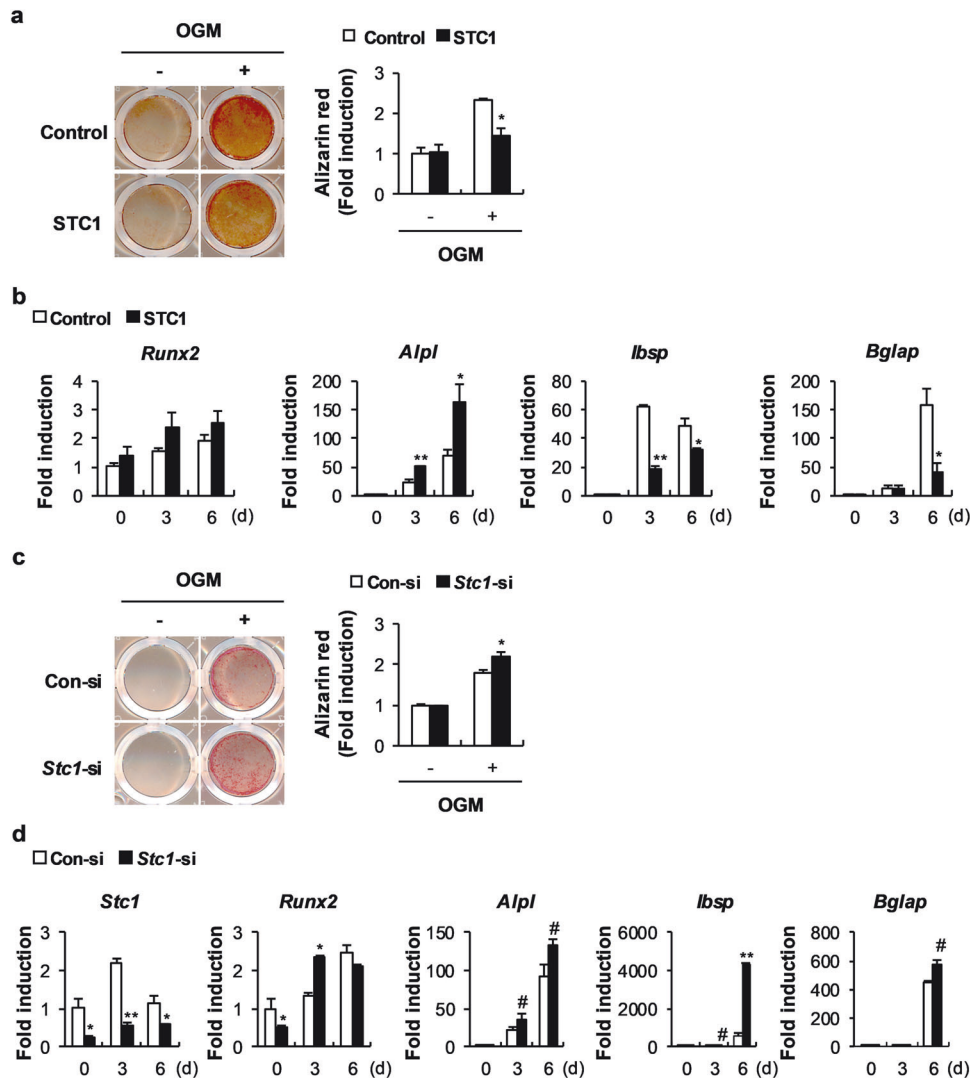 a
OGM
- +
Control
STC1
Control STC1
Alizarin red
(Fold induction)
3
2
1
0
*
- +
OGM
b
Control STC1
Runx2
Fold induction
4
3
2
1
0
0 3 6 (d)
Alpl
Fold induction
200
150
100
50
0
**
*
0 3 6 (d)
Ibsp
Fold induction
80
60
40
20
0
**
*
0 3 6 (d)
Bglap
Fold induction
200
150
100
50
0
*
0 3 6 (d)
c
OGM
- +
Con-si
Stc1-si
Con-si Stc1-si
Alizarin red
(Fold induction)
3
2
1
0
*
- +
OGM
d
Con-si Stc1-si
Stc1
Fold induction
3
2
1
0
*
**
*
0 3 6 (d)
Runx2
Fold induction
3
2
1
0
*
*
0 3 6 (d)
Alpl
Fold induction
150
100
50
0
#
#
0 3 6 (d)
Ibsp
Fold induction
6000
4000
2000
0
#
**
0 3 6 (d)
Bglap
Fold induction
800
600
400
200
0
#
0 3 6 (d)